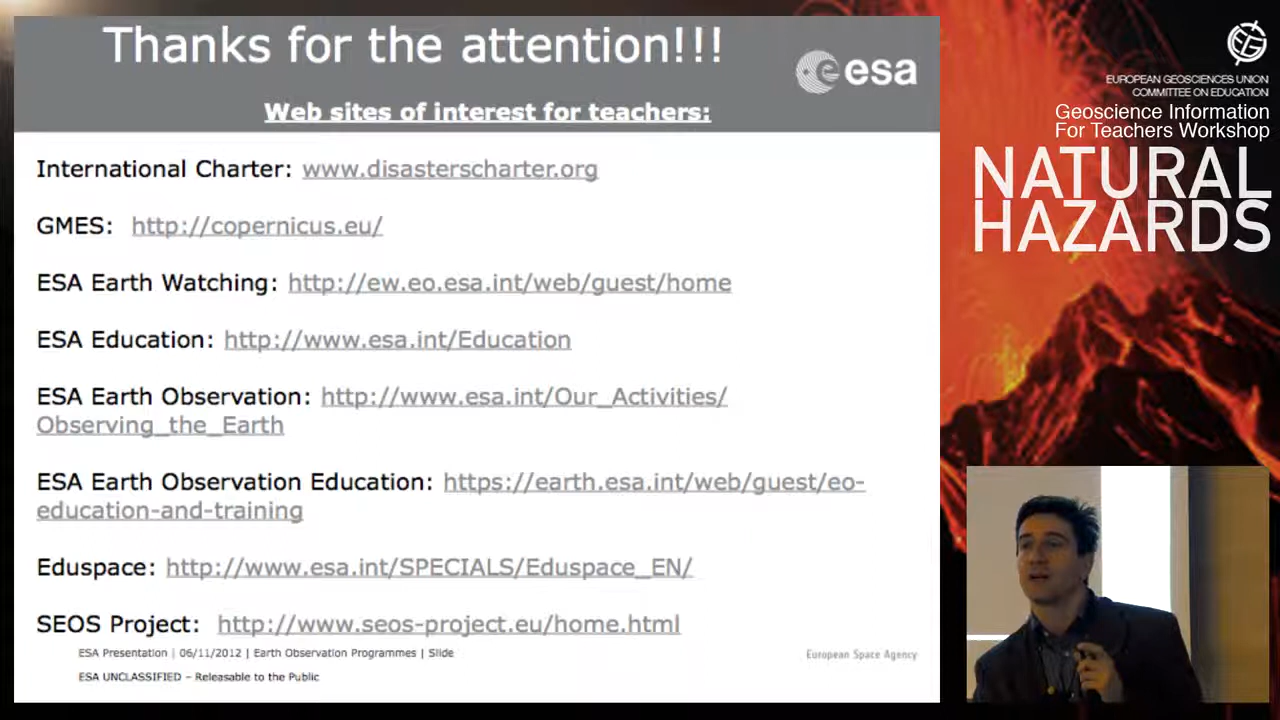 Thanks for the attention!!!
esa
Web sites of interest for teachers:
International Charter: www.disasterscharter.org
GMES: http://copernicus.eu/
ESA Earth Watching: http://ew.eo.esa.int/web/guest/home
ESA Education: http://www.esa.int/Education
ESA Earth Observation: http://www.esa.int/Our_Activities/
Observing_the_Earth
ESA Earth Observation Education: https://earth.esa.int/web/guest/eo-
education-and-training
Eduspace: http://www.esa.int/SPECIALS/Eduspace_EN/
SEOS Project: http://www.seos-project.eu/home.html
ESA Presentation | 06/11/2012 | Earth Observation Programmes | Slide
European Space Agency
ESA UNCLASSIFIED – Releasable to the Public
EUROPEAN GEOSCIENCES UNION
COMMITTEE ON EDUCATION
Geoscience Information
For Teachers Workshop
NATURAL
HAZARDS